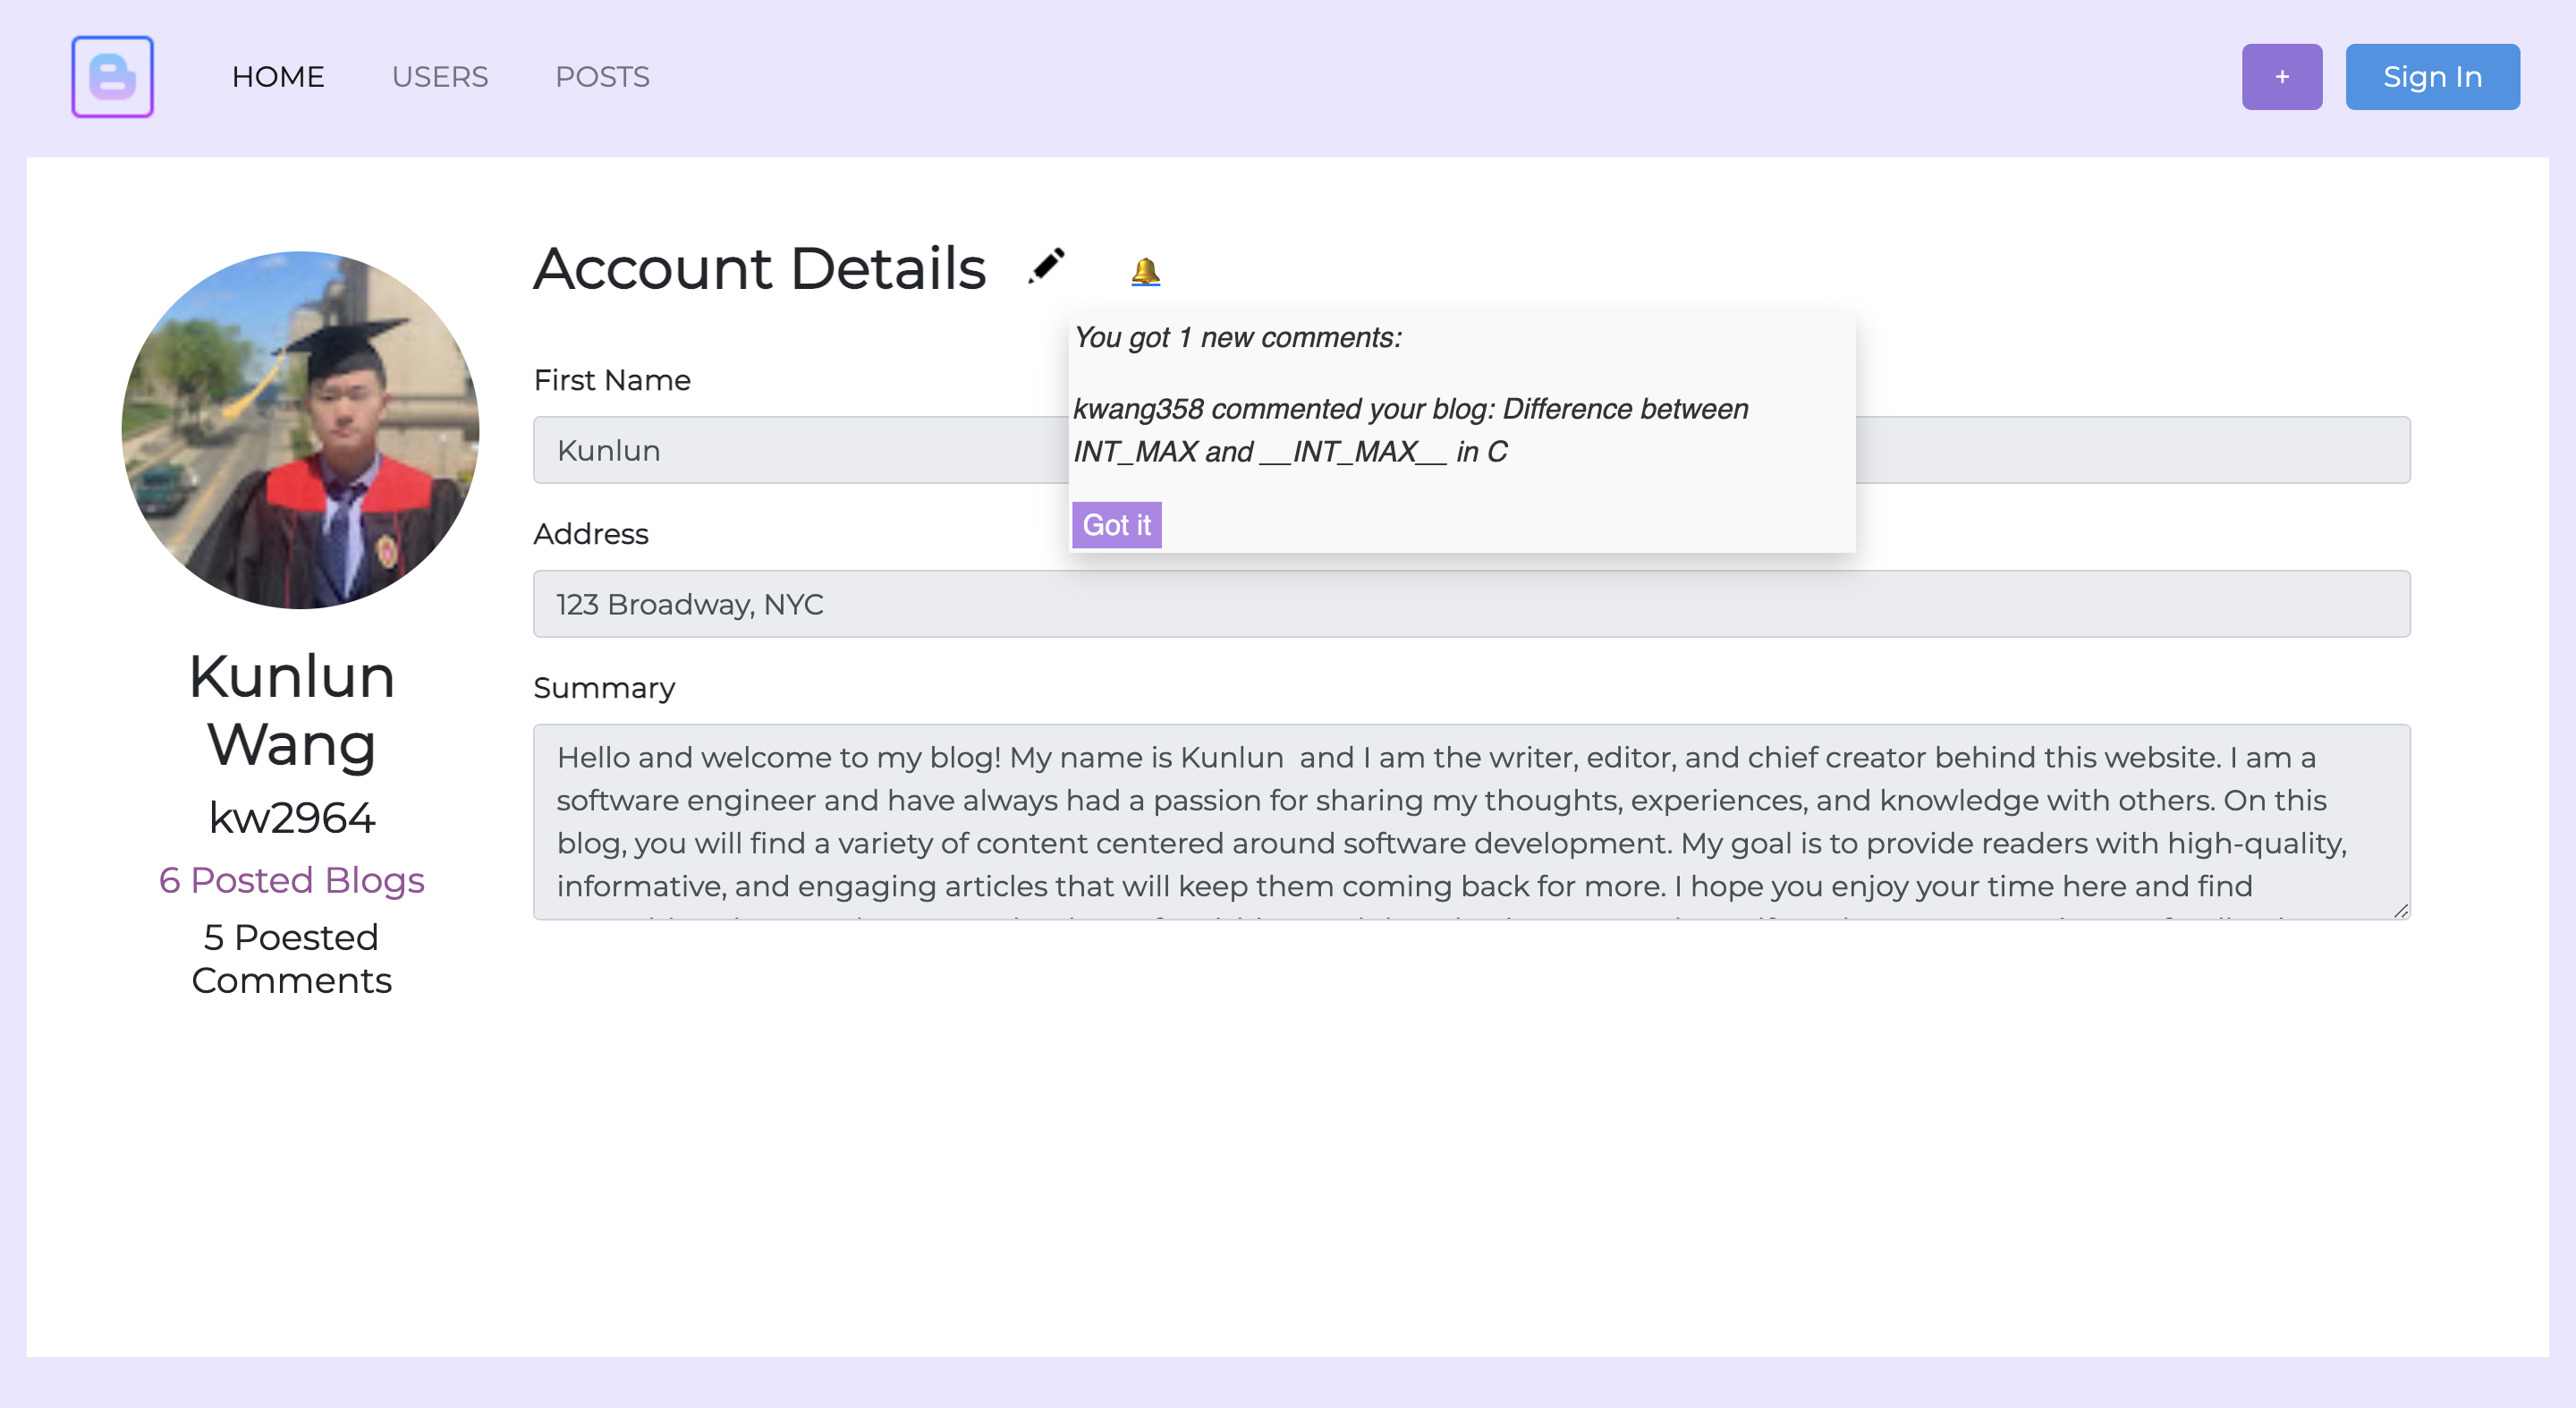 HOME USERS POSTS + Sign In
Account Details
You got 1 new comments:
kwang358 commented your blog: Difference between
INT_MAX and __INT_MAX__ in C
Got it
First Name
Kunlun
Address
123 Broadway, NYC
Summary
Hello and welcome to my blog! My name is Kunlun  and I am the writer, editor, and chief creator behind this website. I am a
software engineer and have always had a passion for sharing my thoughts, experiences, and knowledge with others. On this
blog, you will find a variety of content centered around software development. My goal is to provide readers with high-quality,
informative, and engaging articles that will keep them coming back for more. I hope you enjoy your time here and find
Kunlun
Wang
kw2964
6 Posted Blogs
5 Poested
Comments